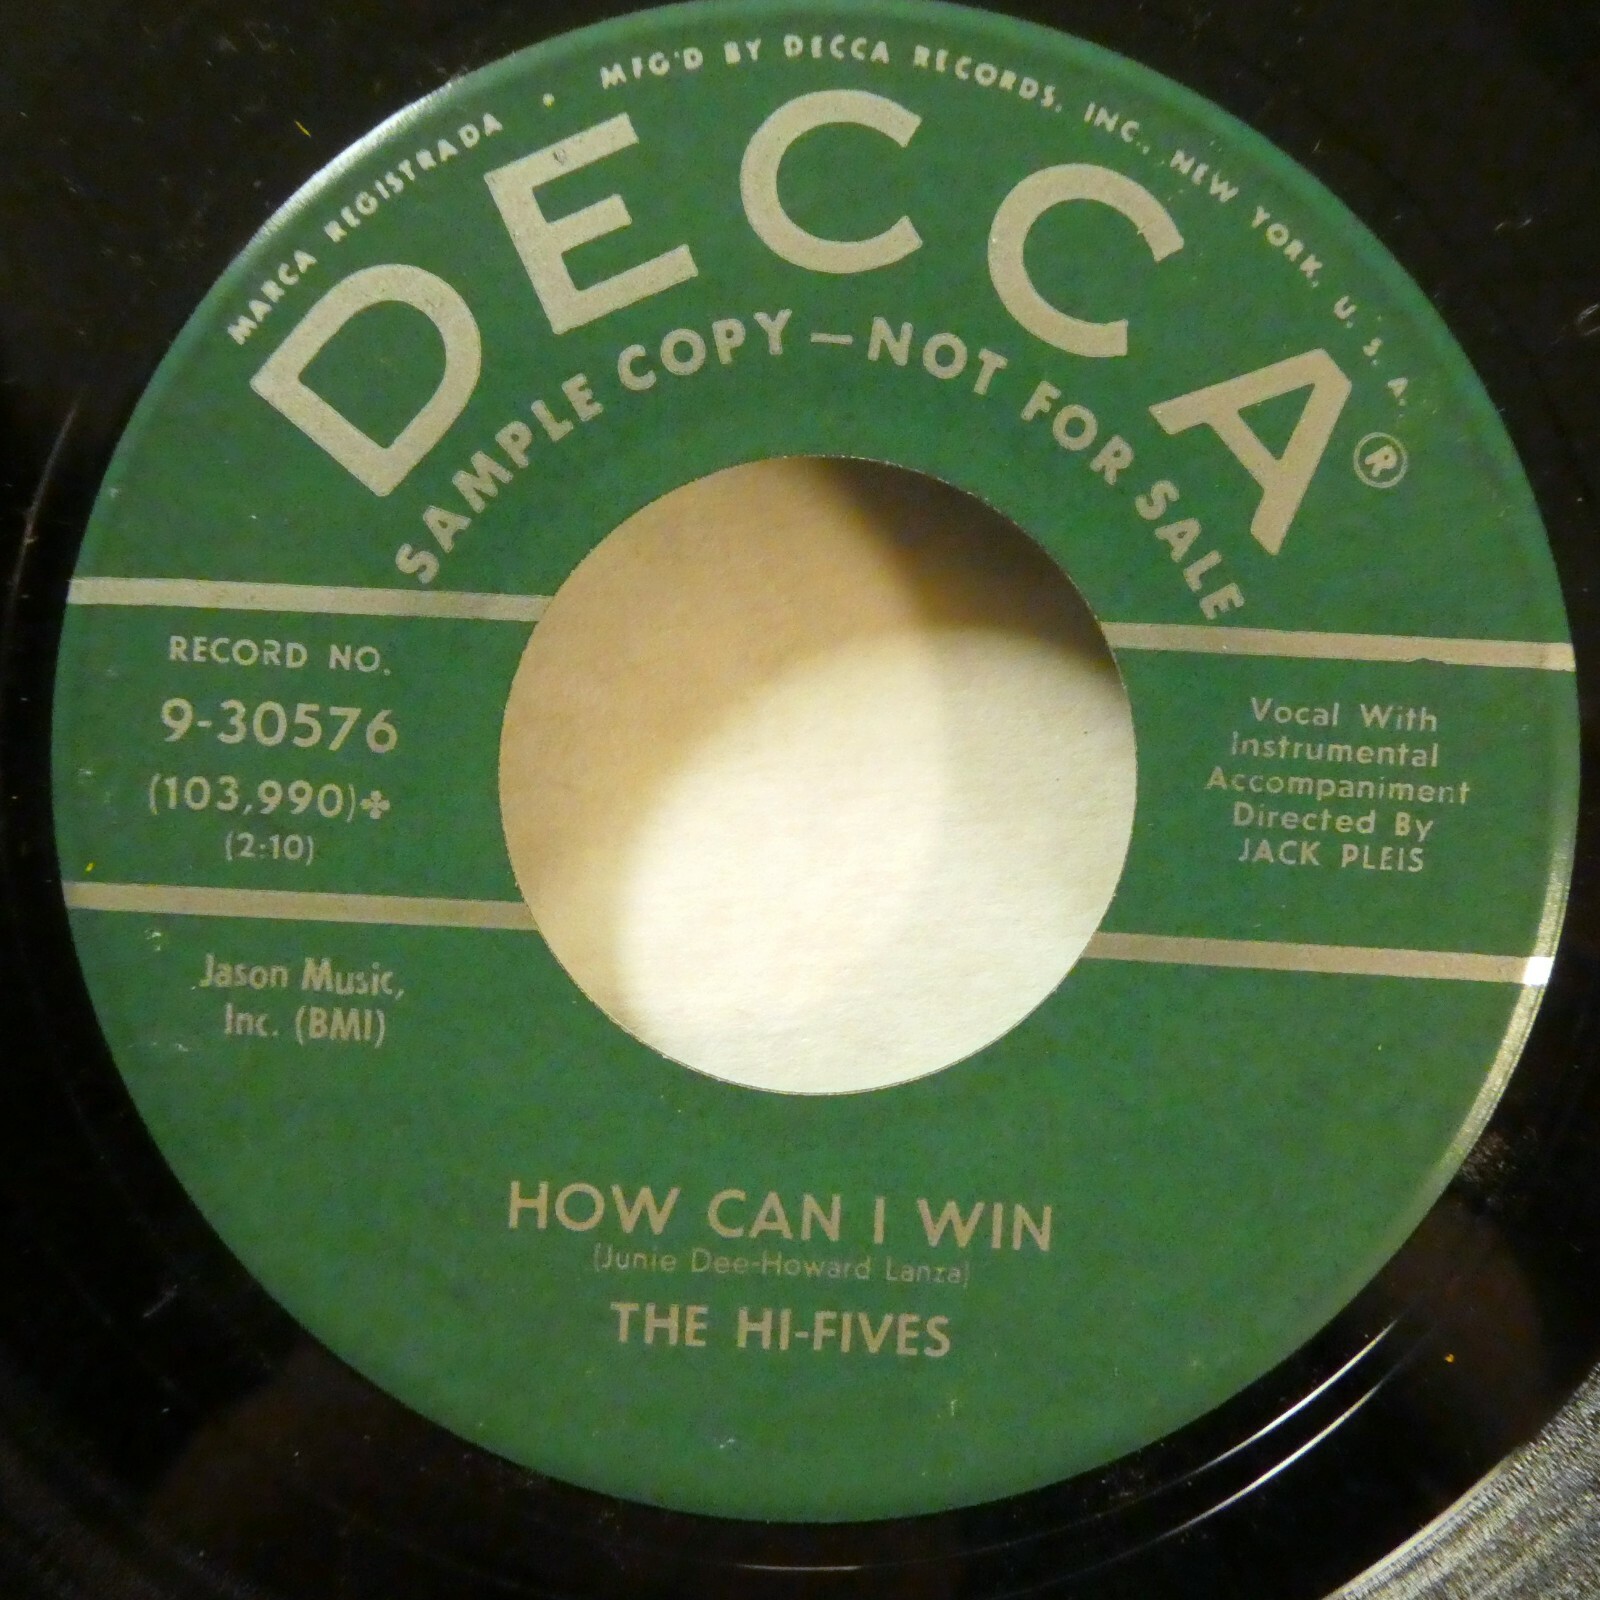 MARCA REGISTRADA • MFG'D BY DECCA RECORDS, INC., NEW YORK, U. S. A.
DECCA®
SAMPLE COPY—NOT FOR SALE
RECORD NO.
9-30576
(103,990)✤
(2:10)
Vocal With
Instrumental
Accompaniment
Directed By
JACK PLEIS
Jason Music,
Inc. (BMI)
HOW CAN I WIN
(Junie Dee-Howard Lanza)
THE HI-FIVES